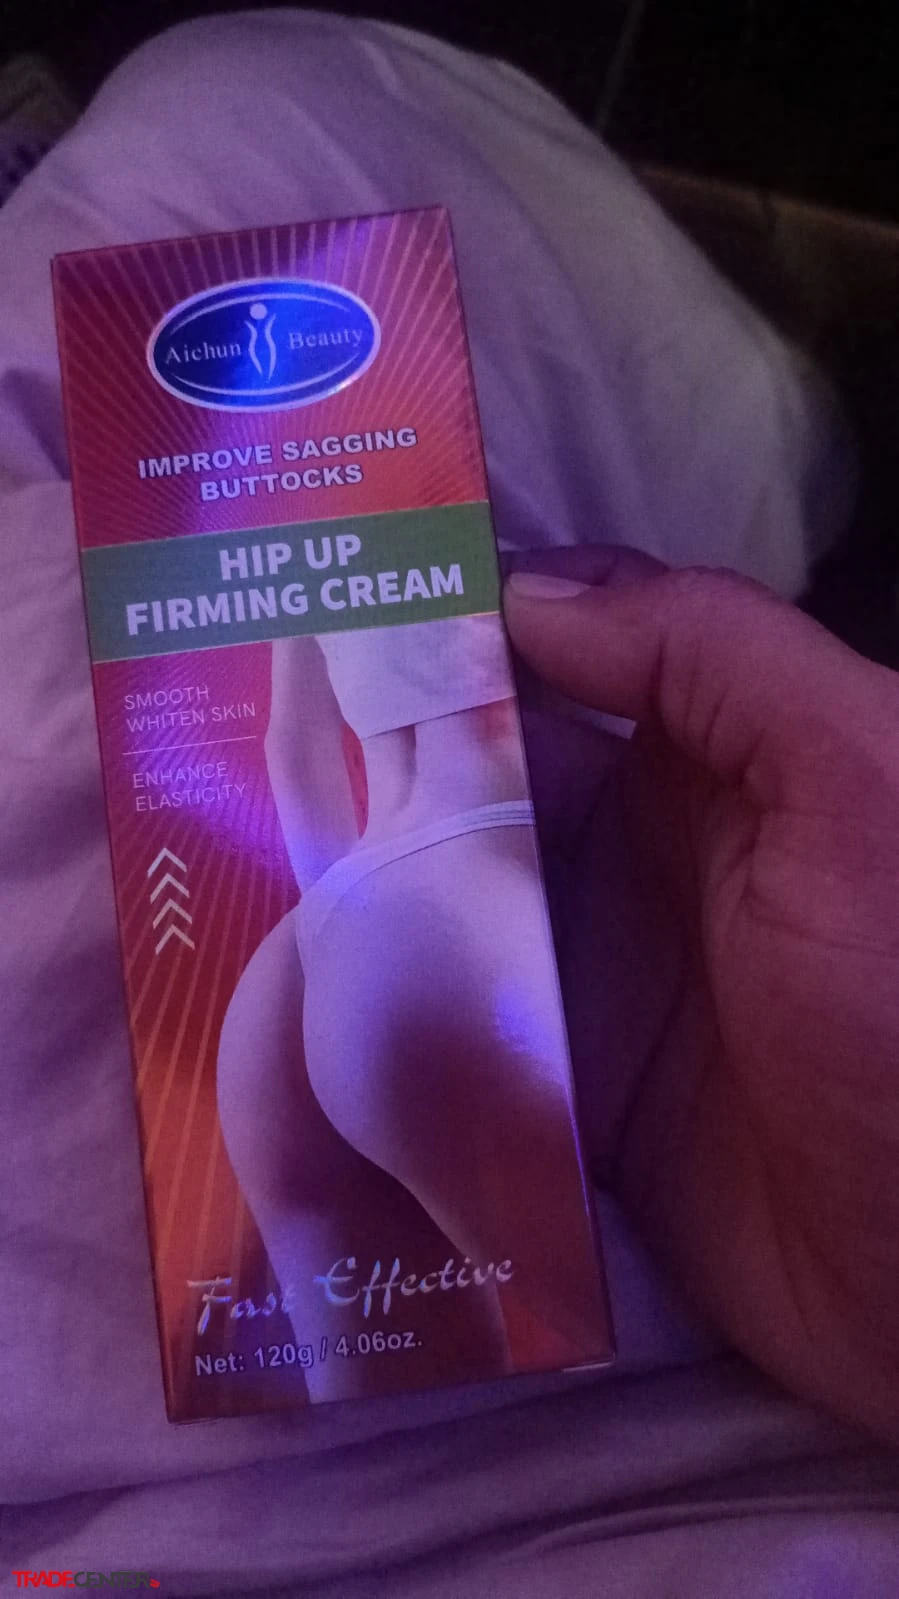 Aichun Beauty
IMPROVE SAGGING
BUTTOCKS
HIP UP
FIRMING CREAM
SMOOTH
WHITEN SKIN
ENHANCE
ELASTICITY
Fast Effective
Net: 120g / 4.06oz.
TRADECENTER